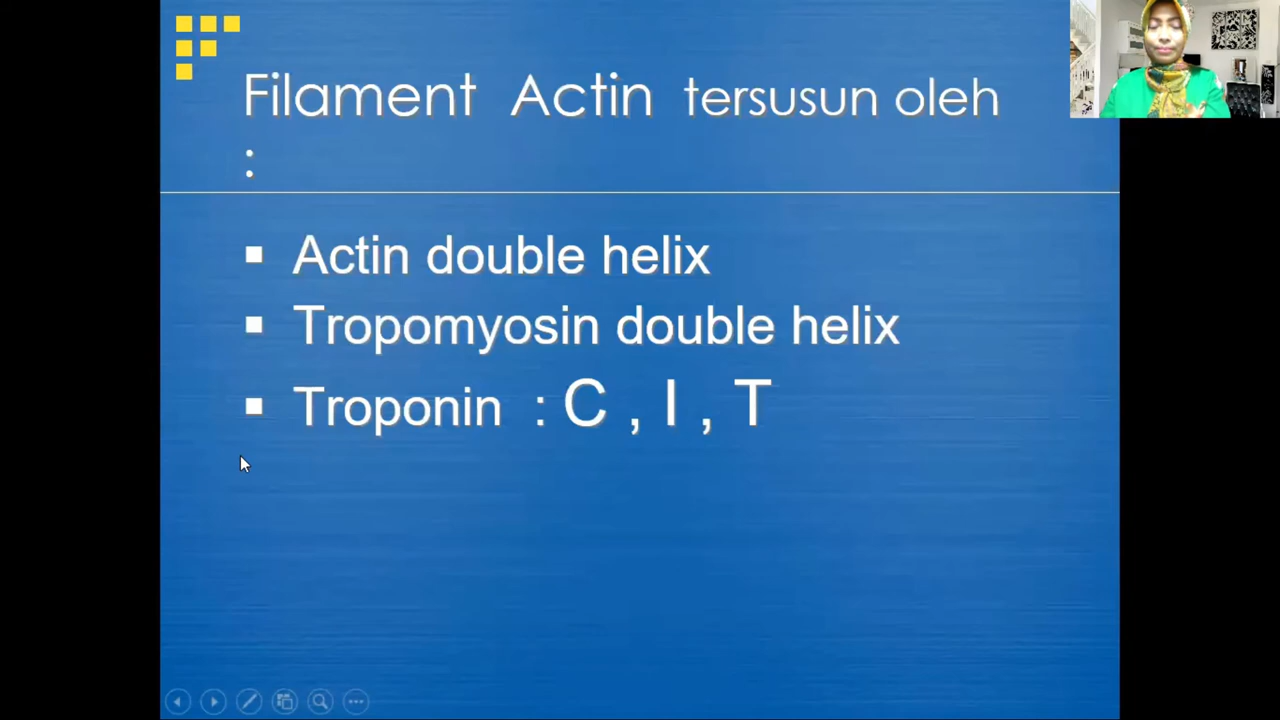 Filament Actin tersusun oleh
:
Actin double helix
Tropomyosin double helix
Troponin : C , I , T